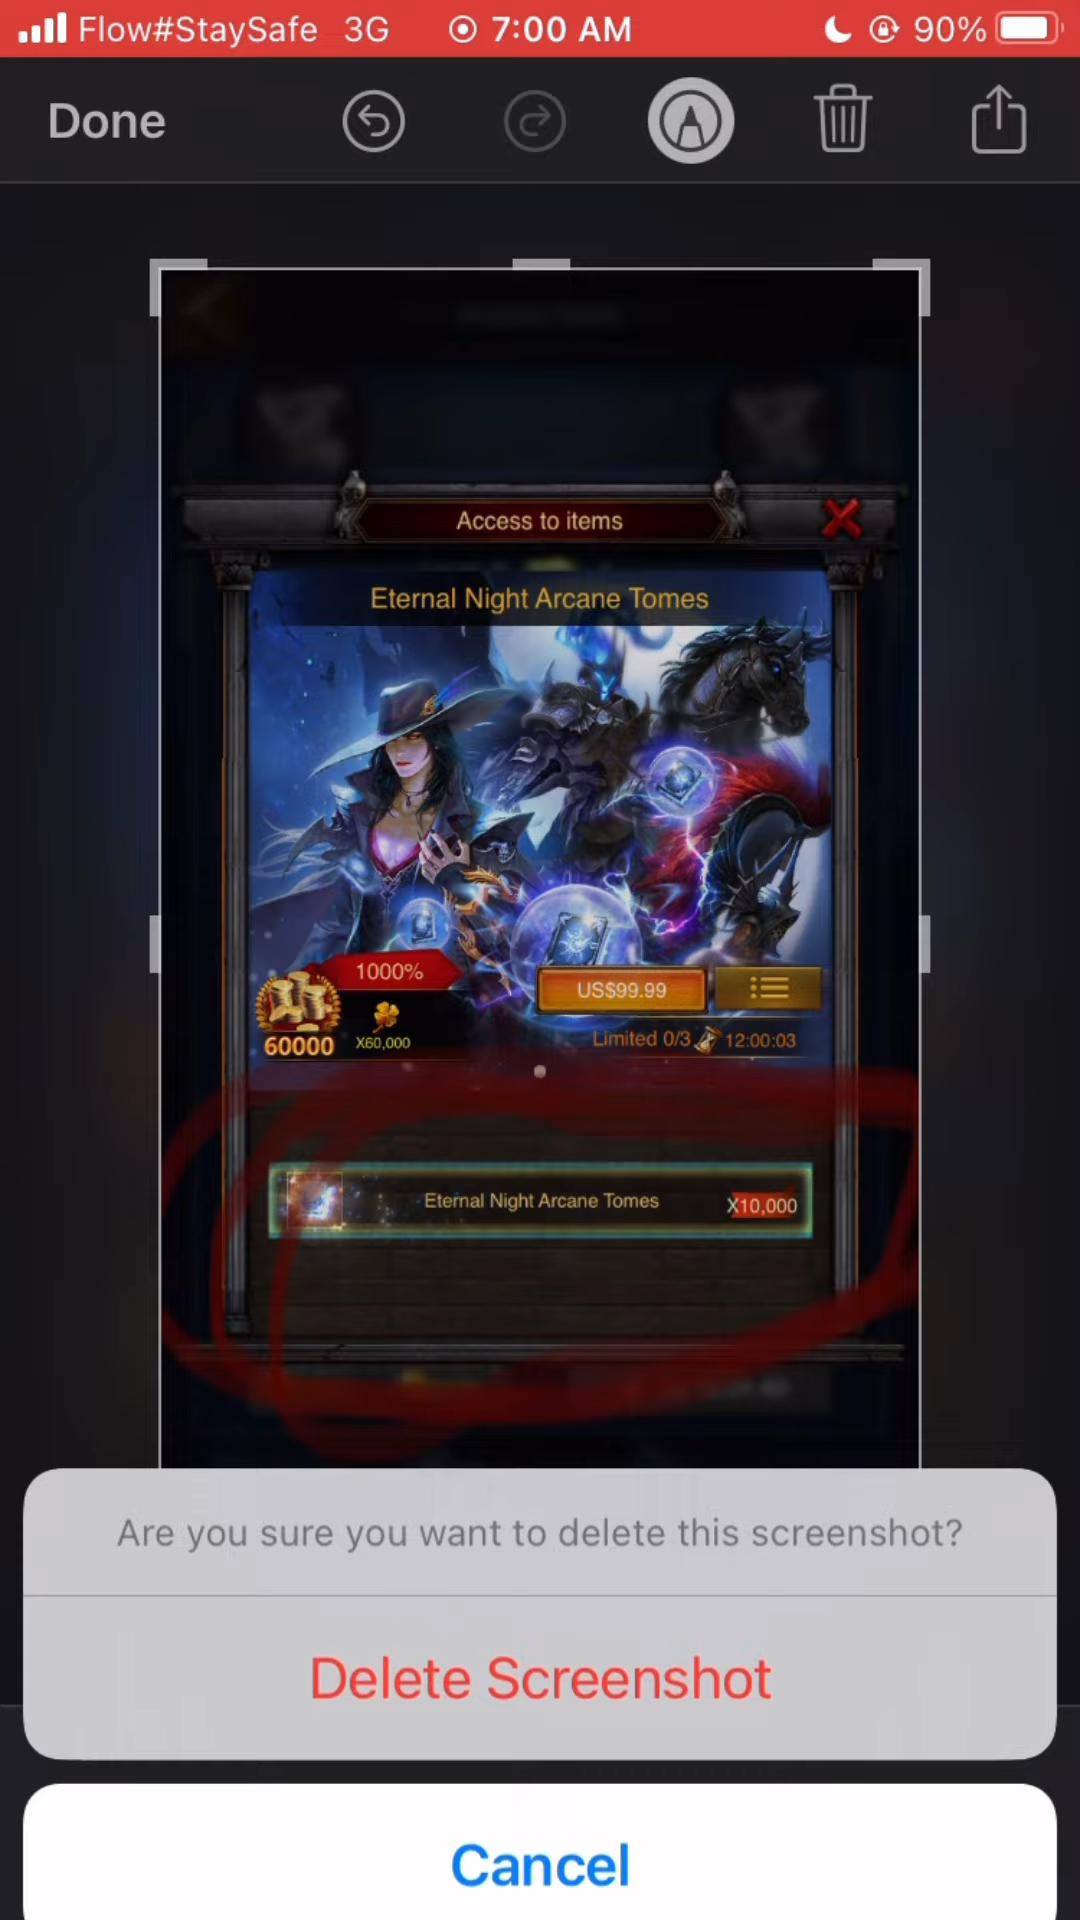 Flow#StaySafe 3G 7:00 AM 90%
Done
Access to items
Eternal Night Arcane Tomes
1000%
US$99.99
60000
X60,000
Limited 0/3 12:00:03
Eternal Night Arcane Tomes X10,000
Are you sure you want to delete this screenshot?
Delete Screenshot
Cancel